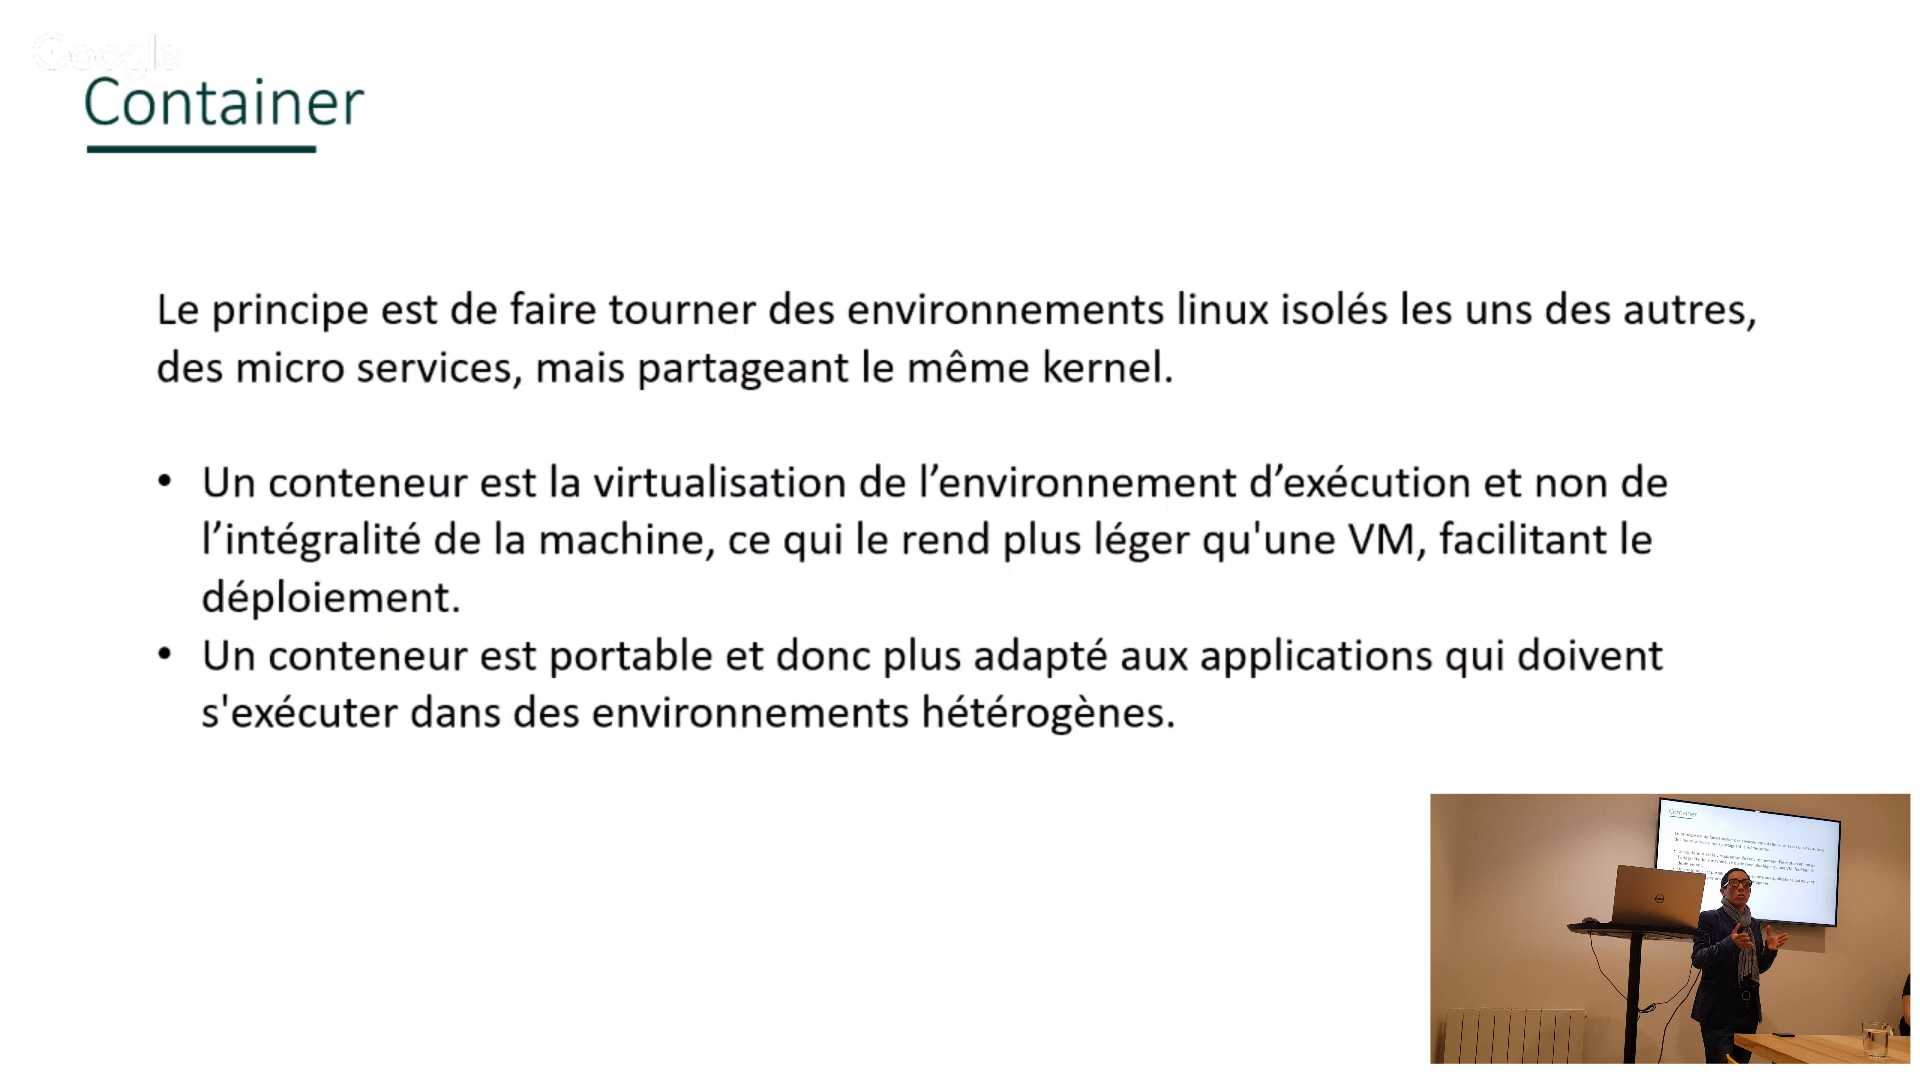 Google
Container
Le principe est de faire tourner des environnements linux isolés les uns des autres,
des micro services, mais partageant le même kernel.
• Un conteneur est la virtualisation de l’environnement d’exécution et non de
l’intégralité de la machine, ce qui le rend plus léger qu'une VM, facilitant le
déploiement.
• Un conteneur est portable et donc plus adapté aux applications qui doivent
s'exécuter dans des environnements hétérogènes.
Container